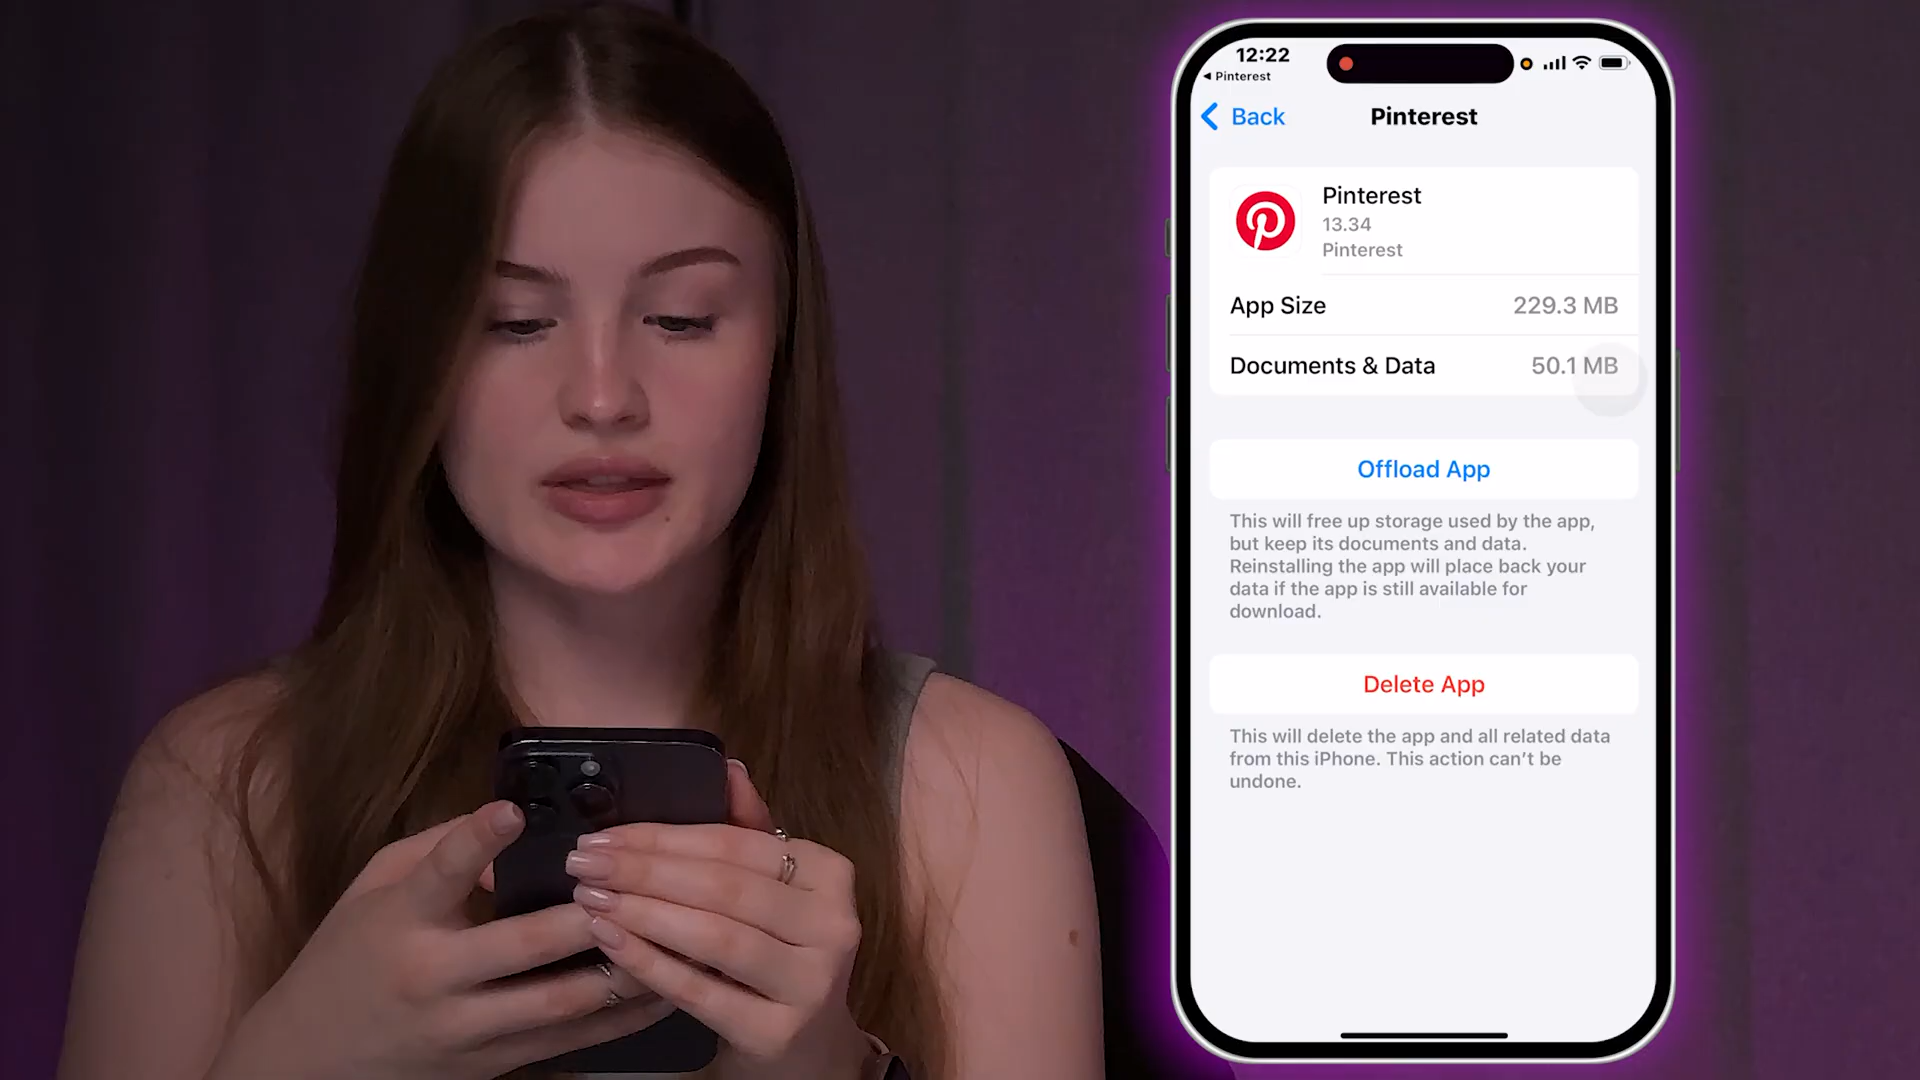 12:22
◀ Pinterest
Back
Pinterest
Pinterest
13.34
Pinterest
App Size
229.3 MB
Documents & Data
50.1 MB
Offload App
This will free up storage used by the app,
but keep its documents and data.
Reinstalling the app will place back your
data if the app is still available for
download.
Delete App
This will delete the app and all related data
from this iPhone. This action can’t be
undone.